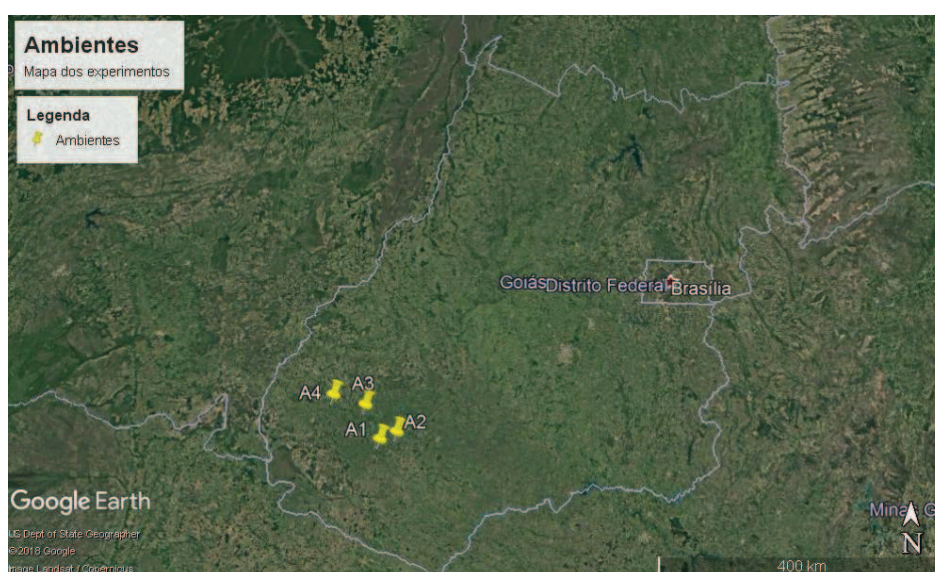 Ambientes
Mapa dos experimentos
Legenda
Ambientes
Goiás
Distrito Federal
Brasília
A4
A3
A1
A2
Google Earth
US Dept of State Geographer
© 2018 Google
Image Landsat / Copernicus
Minas G
N
400 km